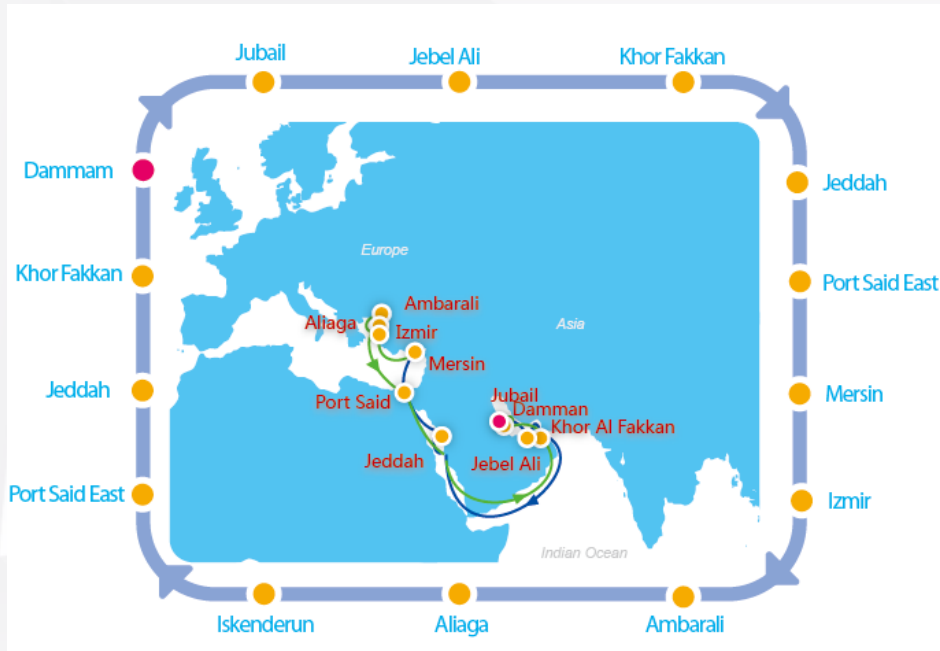 Jubail
Jebel Ali
Khor Fakkan
Dammam
Jeddah
Europe
Khor Fakkan
Port Said East
Ambarali
Aliaga
Izmir
Asia
Mersin
Jeddah
Port Said
Jubail
Damman
Khor Al Fakkan
Mersin
Jeddah
Jebel Ali
Port Said East
Izmir
Indian Ocean
Iskenderun
Aliaga
Ambarali